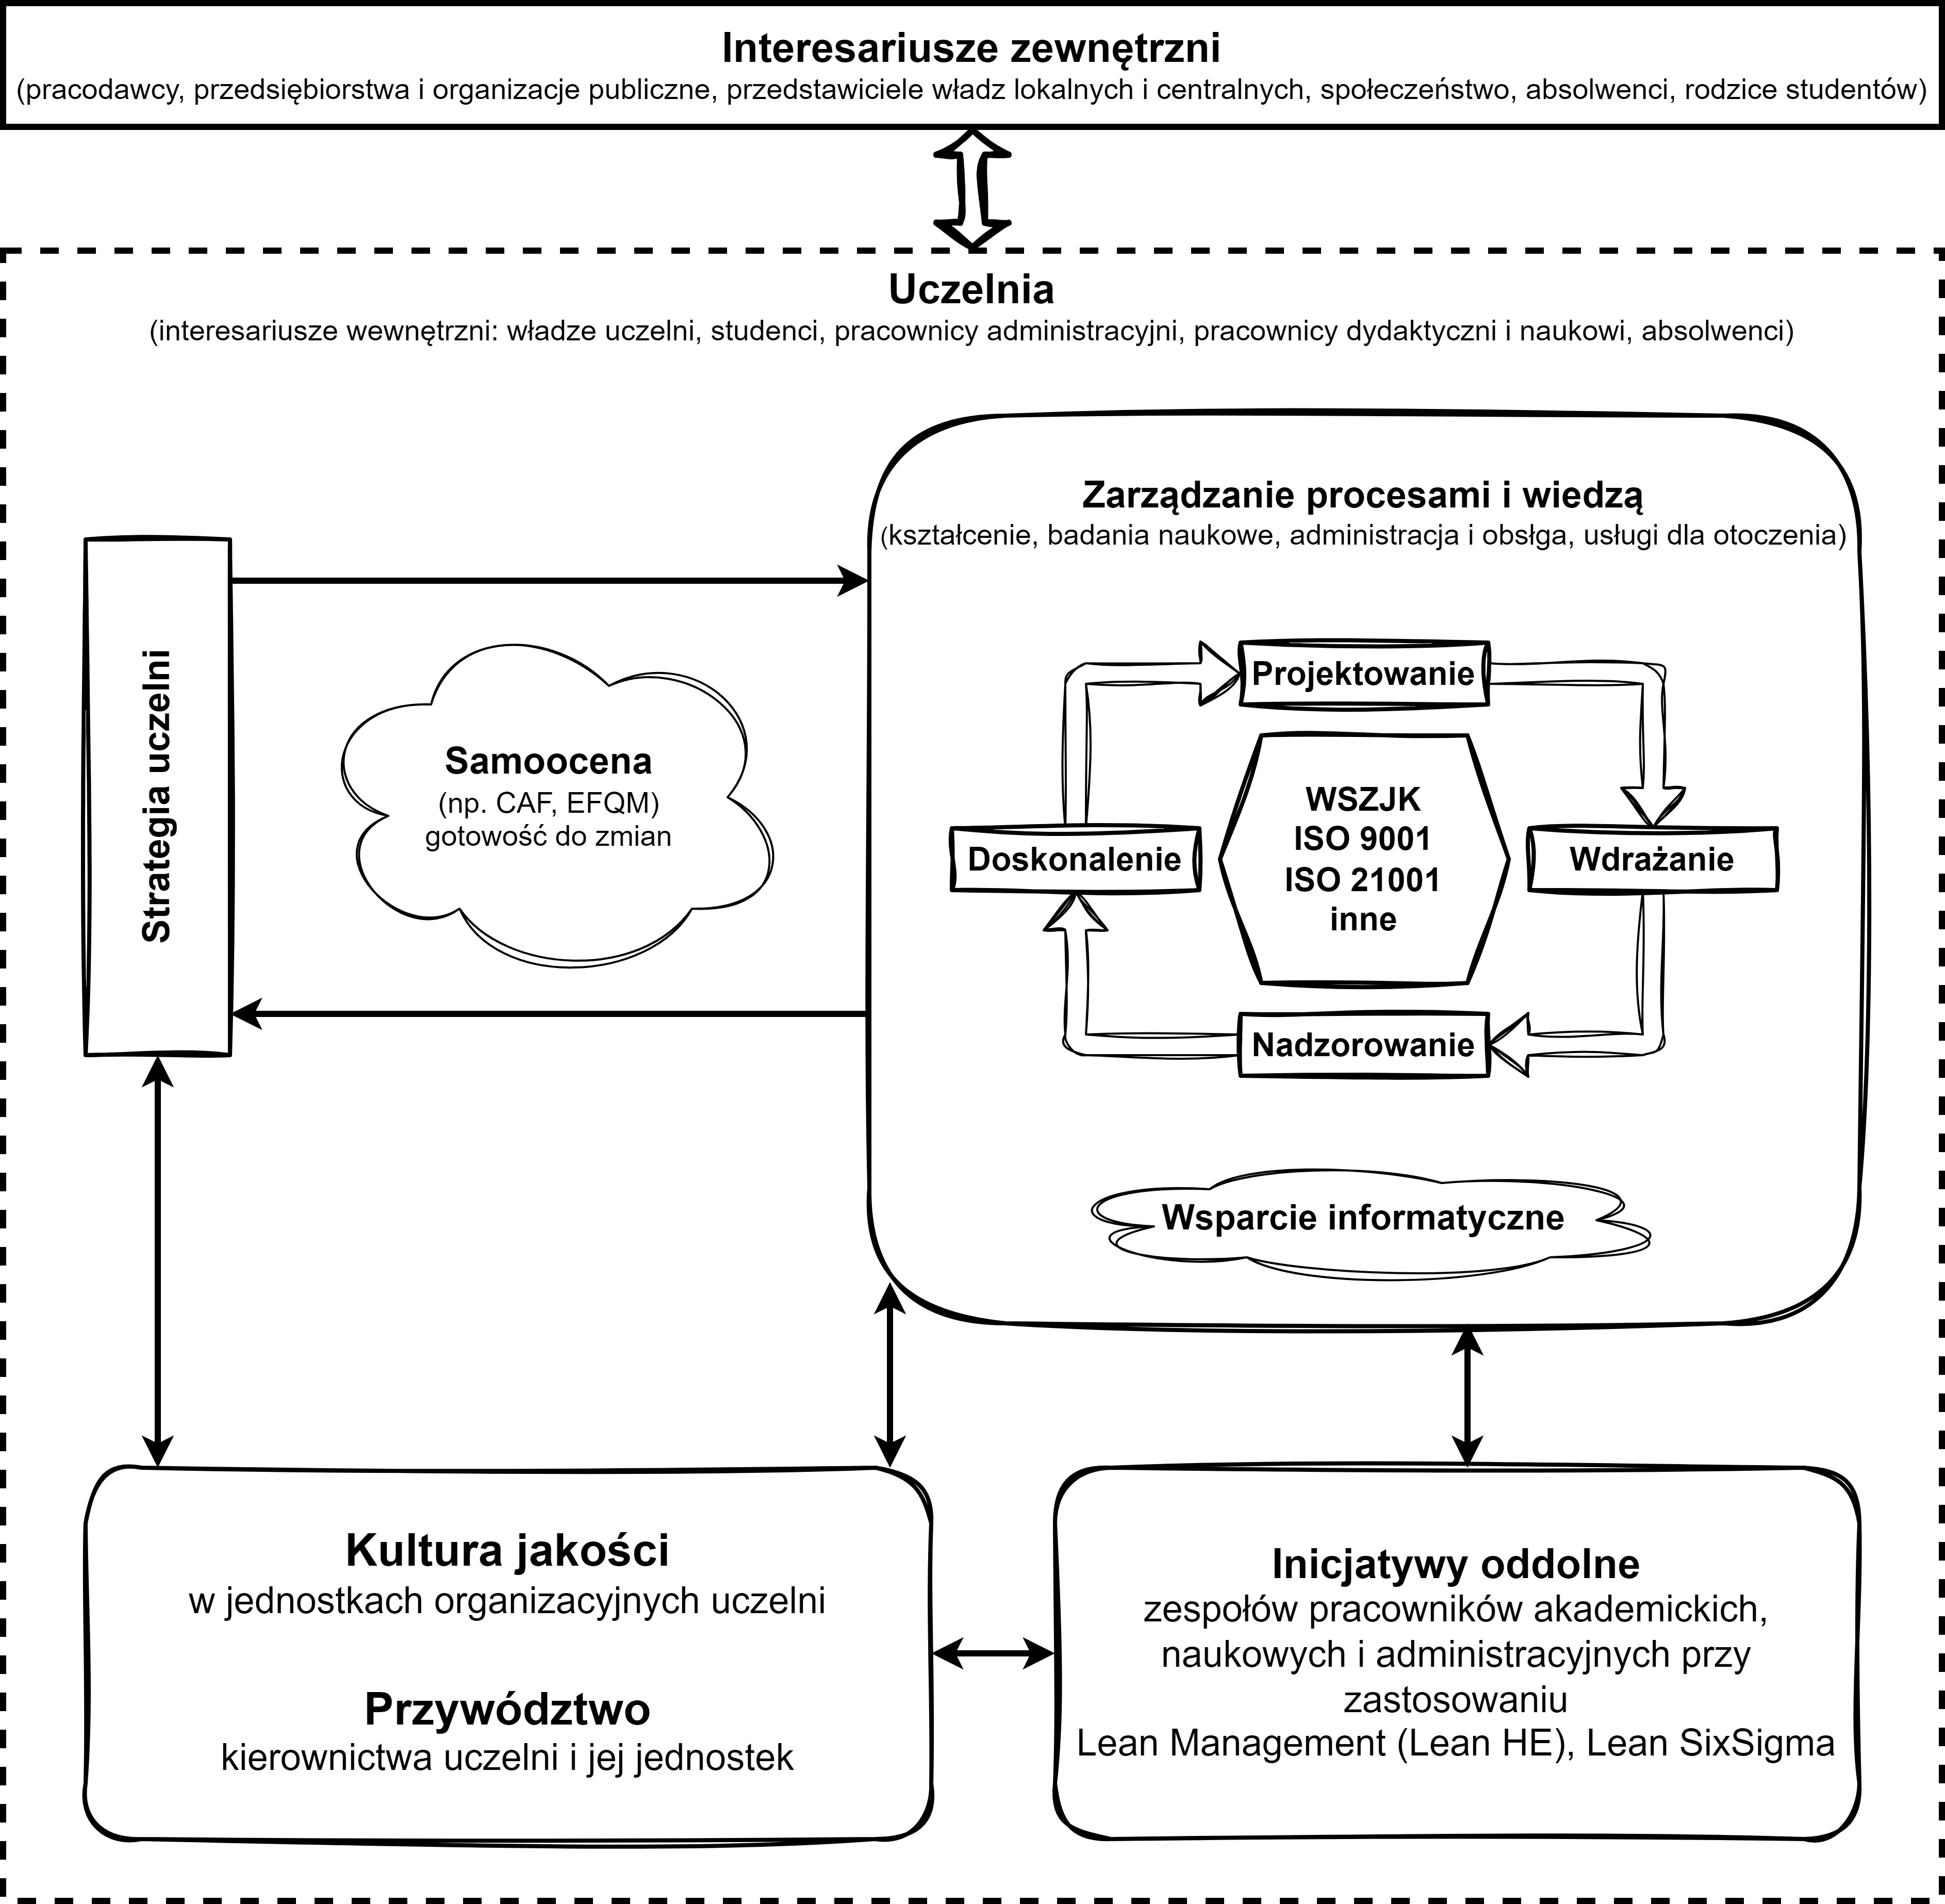 Interesariusze zewnętrzni
(pracodawcy, przedsiębiorstwa i organizacje publiczne, przedstawiciele władz lokalnych i centralnych, społeczeństwo, absolwenci, rodzice studentów)
Uczelnia
(interesariusze wewnętrzni: władze uczelni, studenci, pracownicy administracyjni, pracownicy dydaktyczni i naukowi, absolwenci)
Strategia uczelni
Samoocena
(np. CAF, EFQM)
gotowość do zmian
Zarządzanie procesami i wiedzą
(kształcenie, badania naukowe, administracja i obsłga, usługi dla otoczenia)
Projektowanie
Doskonalenie
WSZJK
ISO 9001
ISO 21001
inne
Wdrażanie
Nadzorowanie
Wsparcie informatyczne
Kultura jakości
w jednostkach organizacyjnych uczelni
Przywództwo
kierownictwa uczelni i jej jednostek
Inicjatywy oddolne
zespołów pracowników akademickich,
naukowych i administracyjnych przy
zastosowaniu
Lean Management (Lean HE), Lean SixSigma